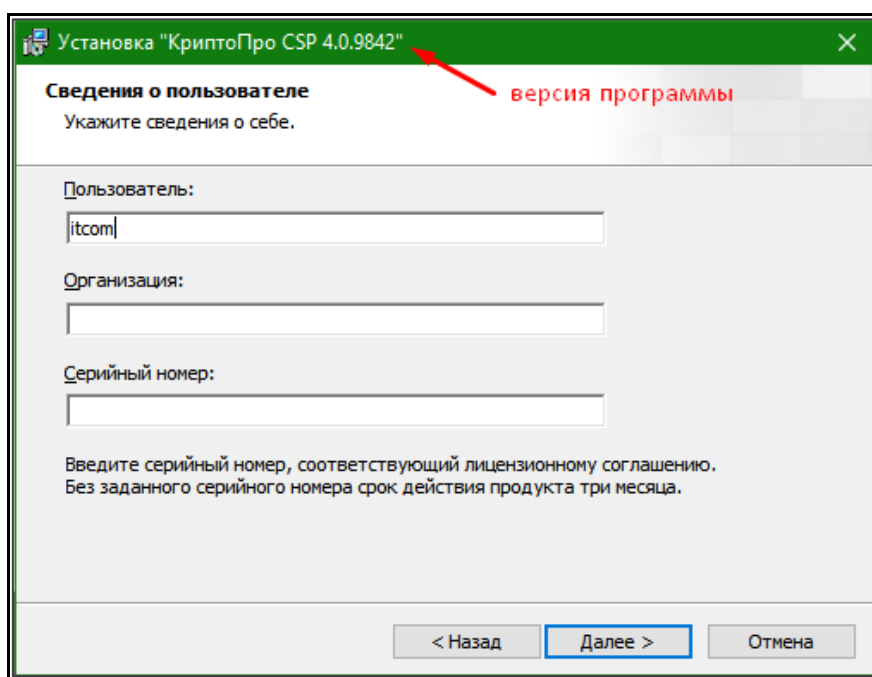 Установка "КриптоПро CSP 4.0.9842"
версия программы
Сведения о пользователе
Укажите сведения о себе.
Пользователь:
itcom
Организация:
Серийный номер:
Введите серийный номер, соответствующий лицензионному соглашению.
Без заданного серийного номера срок действия продукта три месяца.
< Назад
Далее >
Отмена